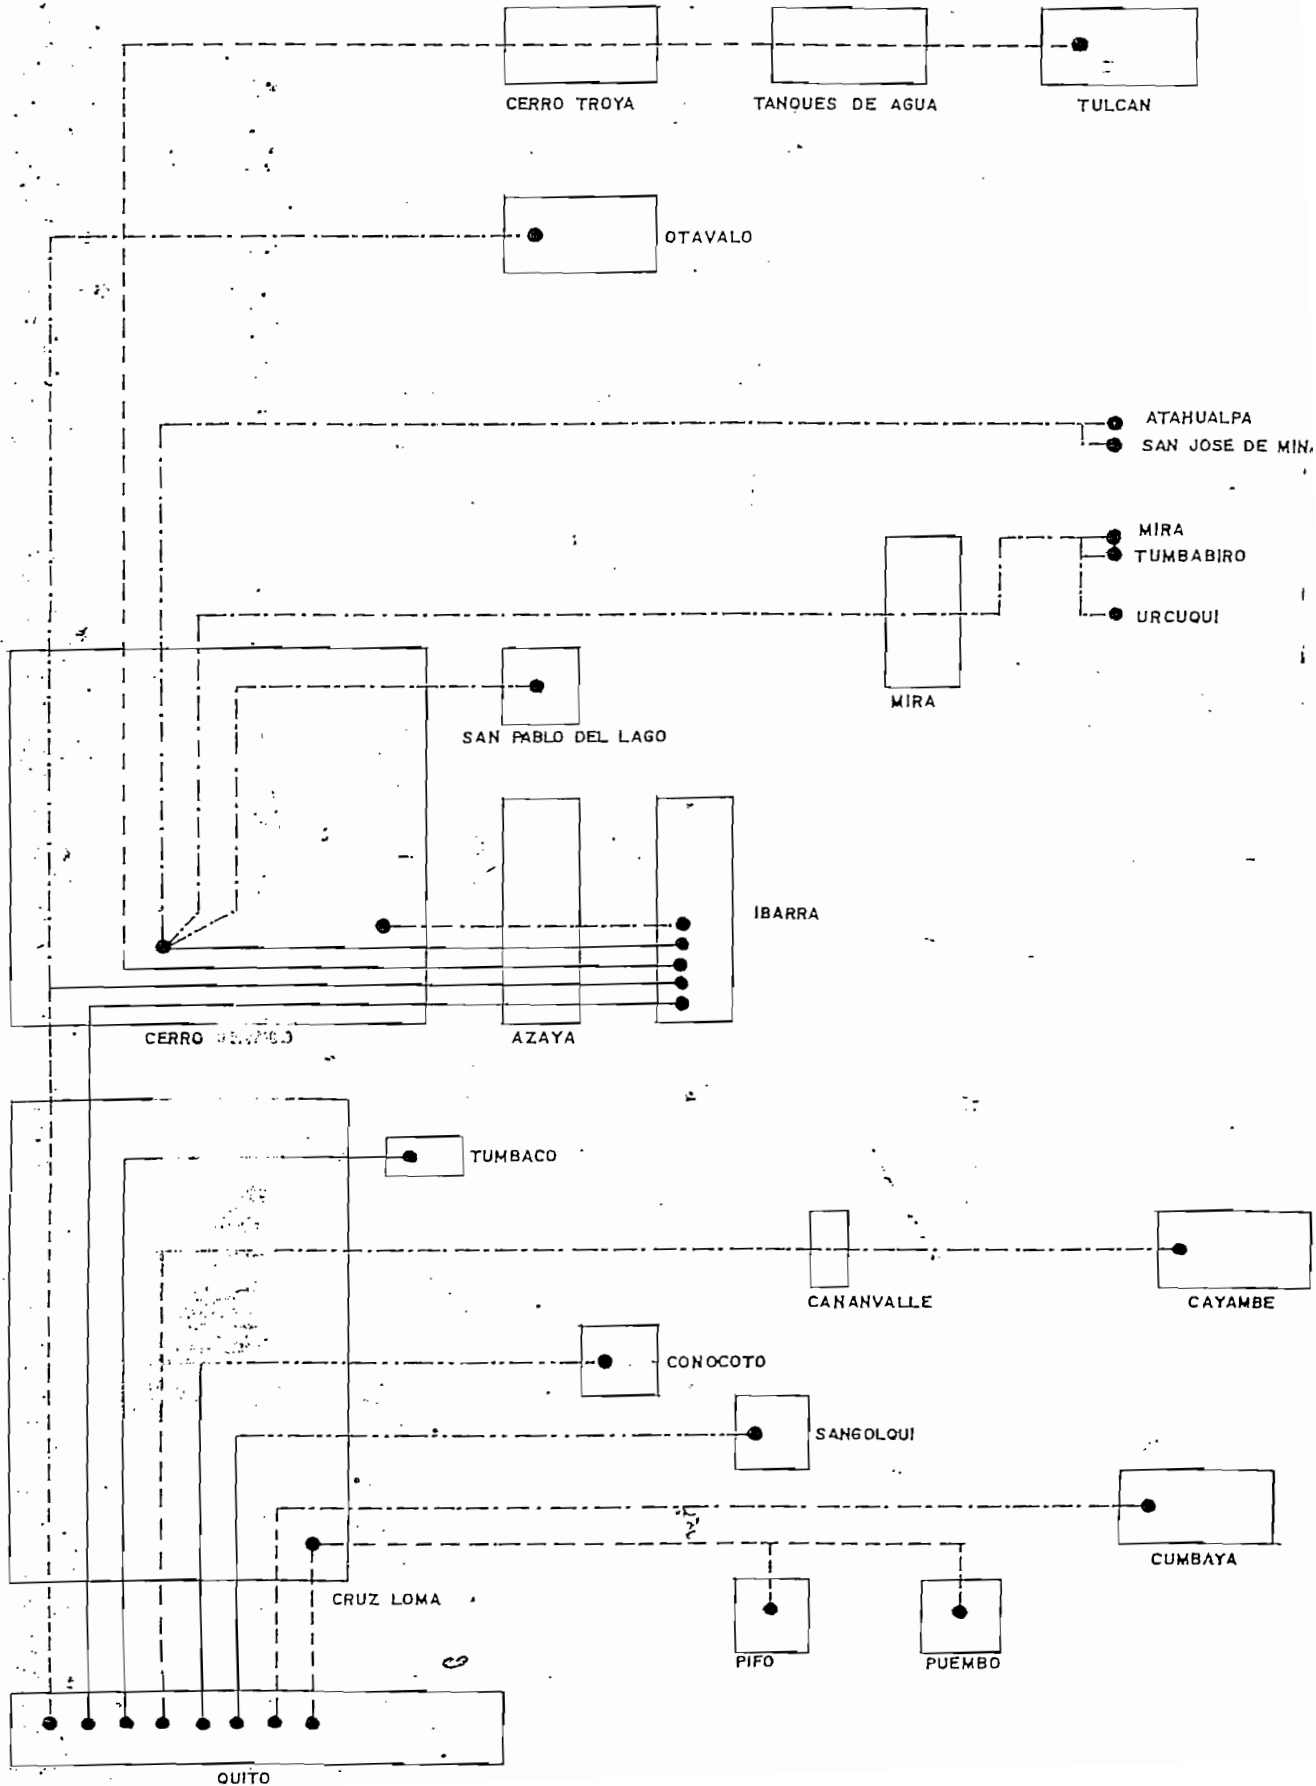 CERRO TROYA
TANQUES DE AGUA
TULCAN
OTAVALO
ATAHUALPA
SAN JOSE DE MIN
MIRA
TUMBABIRO
URCUQUI
MIRA
SAN PABLO DEL LAGO
IBARRA
CERRO
AZAYA
TUMBACO
CANANVALLE
CAYAMBE
CONOCOTO
SANGOLQUI
CUMBAYA
CRUZ LOMA
PIFO
PUEMBO
QUITO